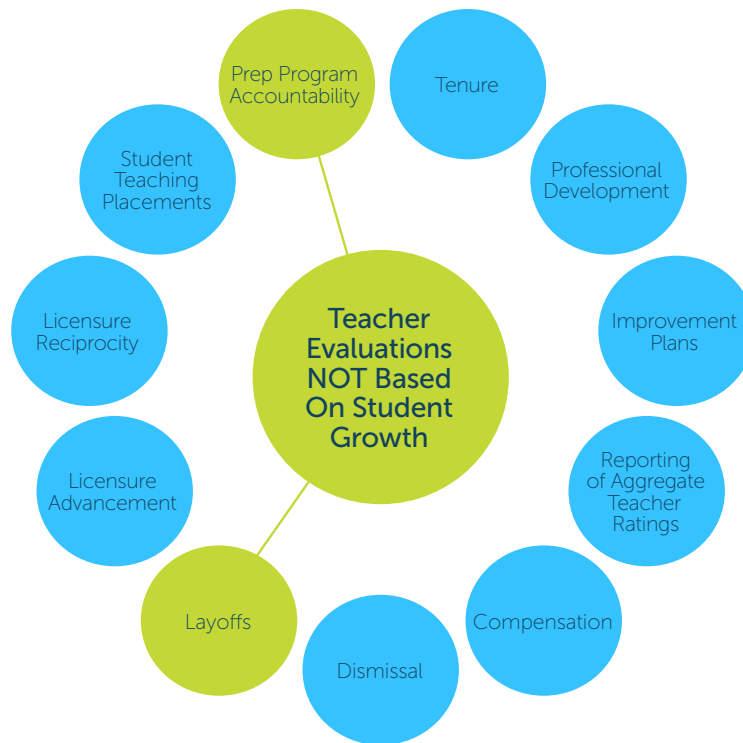 Prep Program
Accountability
Tenure
Student
Teaching
Placements
Professional
Development
Licensure
Reciprocity
Teacher
Evaluations
NOT Based
On Student
Growth
Improvement
Plans
Licensure
Advancement
Reporting
of Aggregate
Teacher
Ratings
Layoffs
Compensation
Dismissal